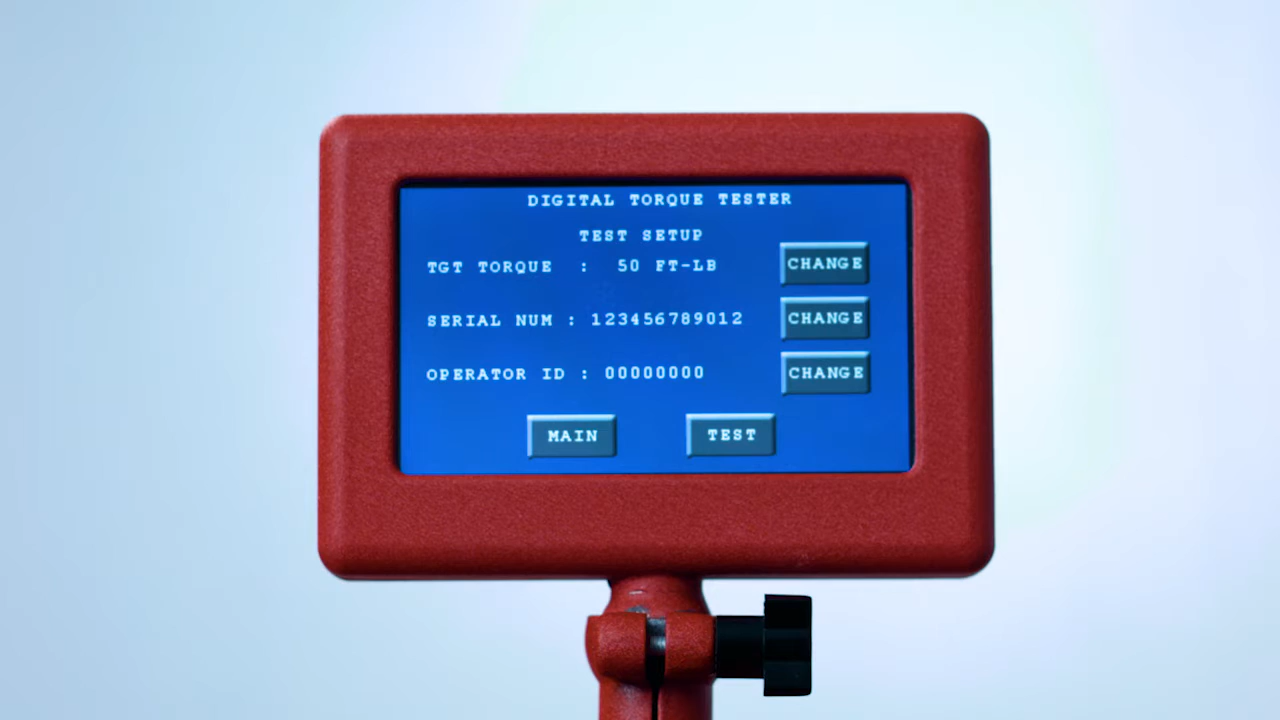 DIGITAL TORQUE TESTER
TEST SETUP
TGT TORQUE : 50 FT-LB CHANGE
SERIAL NUM : 123456789012 CHANGE
OPERATOR ID : 00000000 CHANGE
MAIN TEST